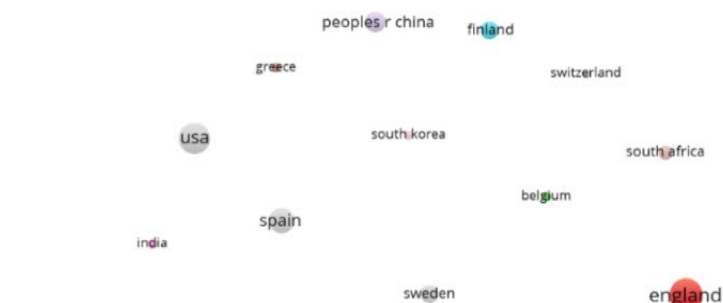 peoples r china
finland
greece
switzerland
south korea
usa
south africa
belgium
spain
india
sweden
england